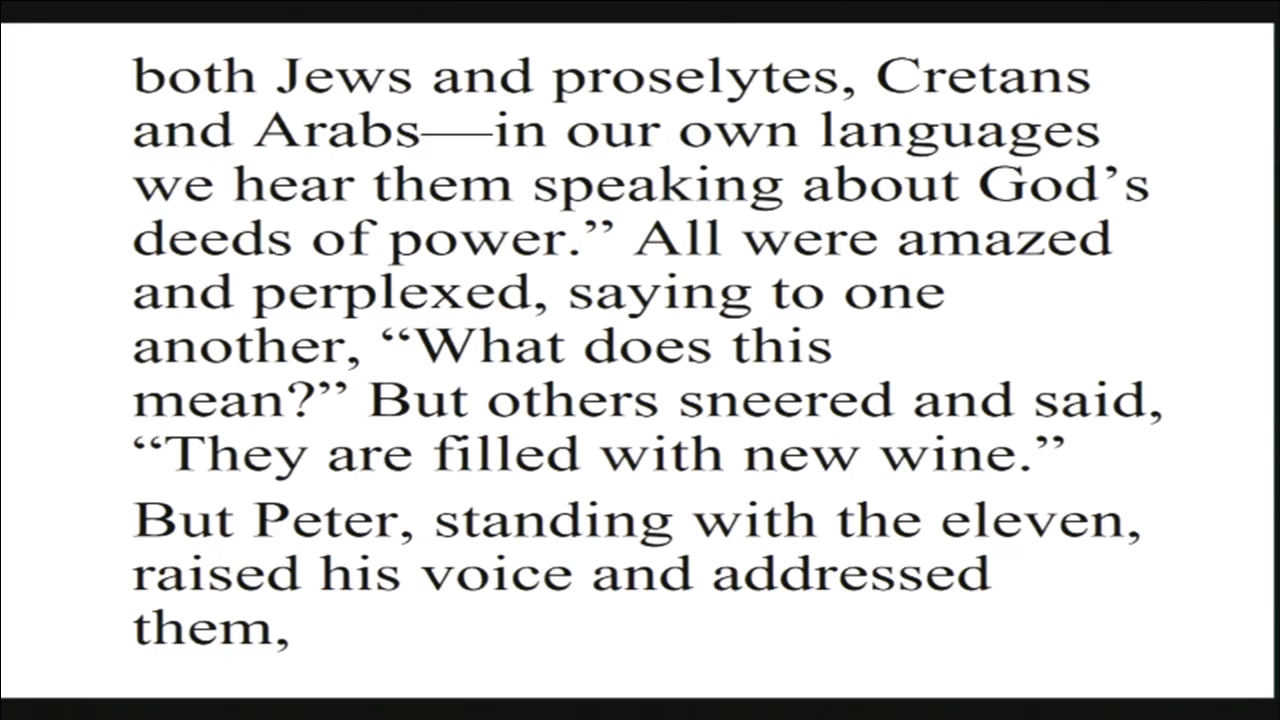 both Jews and proselytes, Cretans
and Arabs—in our own languages
we hear them speaking about God’s
deeds of power.” All were amazed
and perplexed, saying to one
another, “What does this
mean?” But others sneered and said,
“They are filled with new wine.”
But Peter, standing with the eleven,
raised his voice and addressed
them,